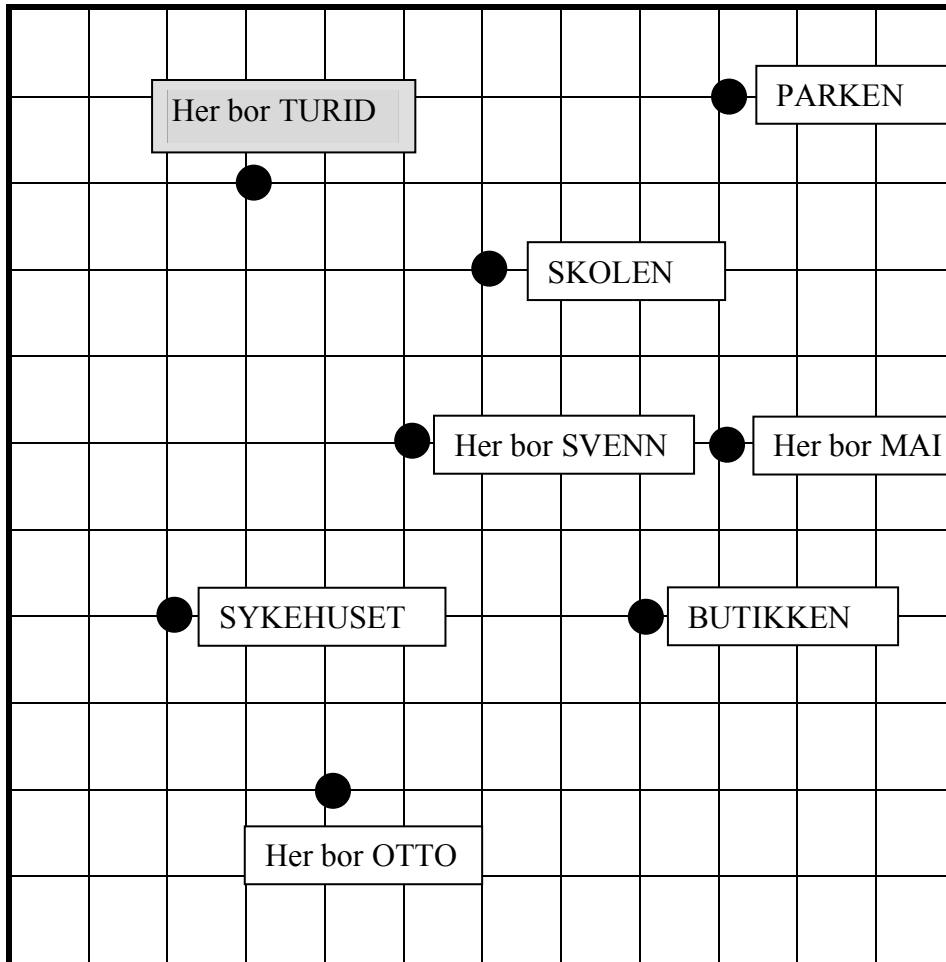 PARKEN
Her bor TURID
SKOLEN
Her bor SVENN
Her bor MAI
SYKEHUSET
BUTIKKEN
Her bor OTTO